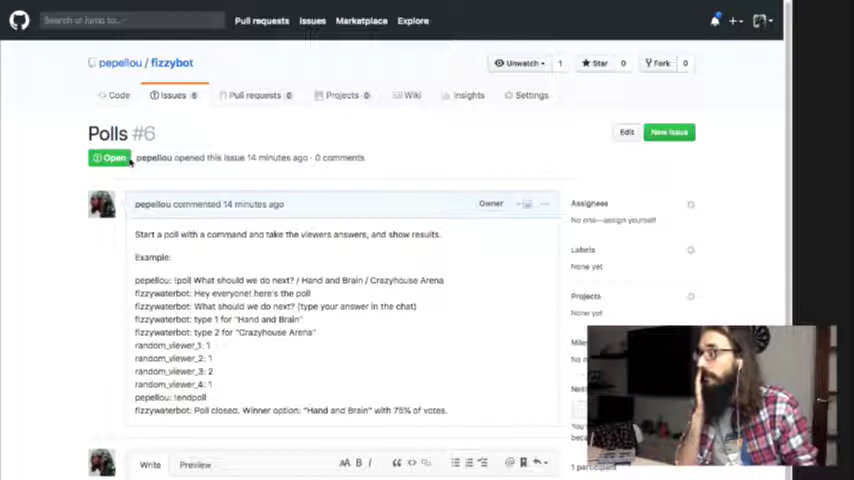 Search or jump to...
Pull requests Issues Marketplace Explore
pepellou / fizzybot
Unwatch 1 Star 0 Fork 0
Code Issues 6 Pull requests 0 Projects 0 Wiki Insights Settings
Polls #6
Edit New issue
Open pepellou opened this issue 14 minutes ago · 0 comments
pepellou commented 14 minutes ago Owner
Start a poll with a command and take the viewers answers, and show results.
Example:
pepellou: !poll What should we do next? / Hand and Brain / Crazyhouse Arena
fizzywaterbot: Hey everyone! here's the poll
fizzywaterbot: What should we do next? (type your answer in the chat)
fizzywaterbot: type 1 for "Hand and Brain"
fizzywaterbot: type 2 for "Crazyhouse Arena"
random_viewer_1: 1
random_viewer_2: 1
random_viewer_3: 2
random_viewer_4: 1
pepellou: !endpoll
fizzywaterbot: Poll closed. Winner option: "Hand and Brain" with 75% of votes.
Assignees
No one—assign yourself
Labels
None yet
Projects
None yet
1 participant
Write Preview
AA B I